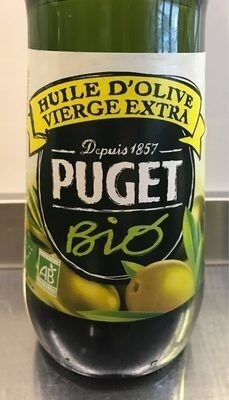 HUILE D'OLIVE
VIERGE EXTRA
Depuis 1857
PUGET
BiO
AB